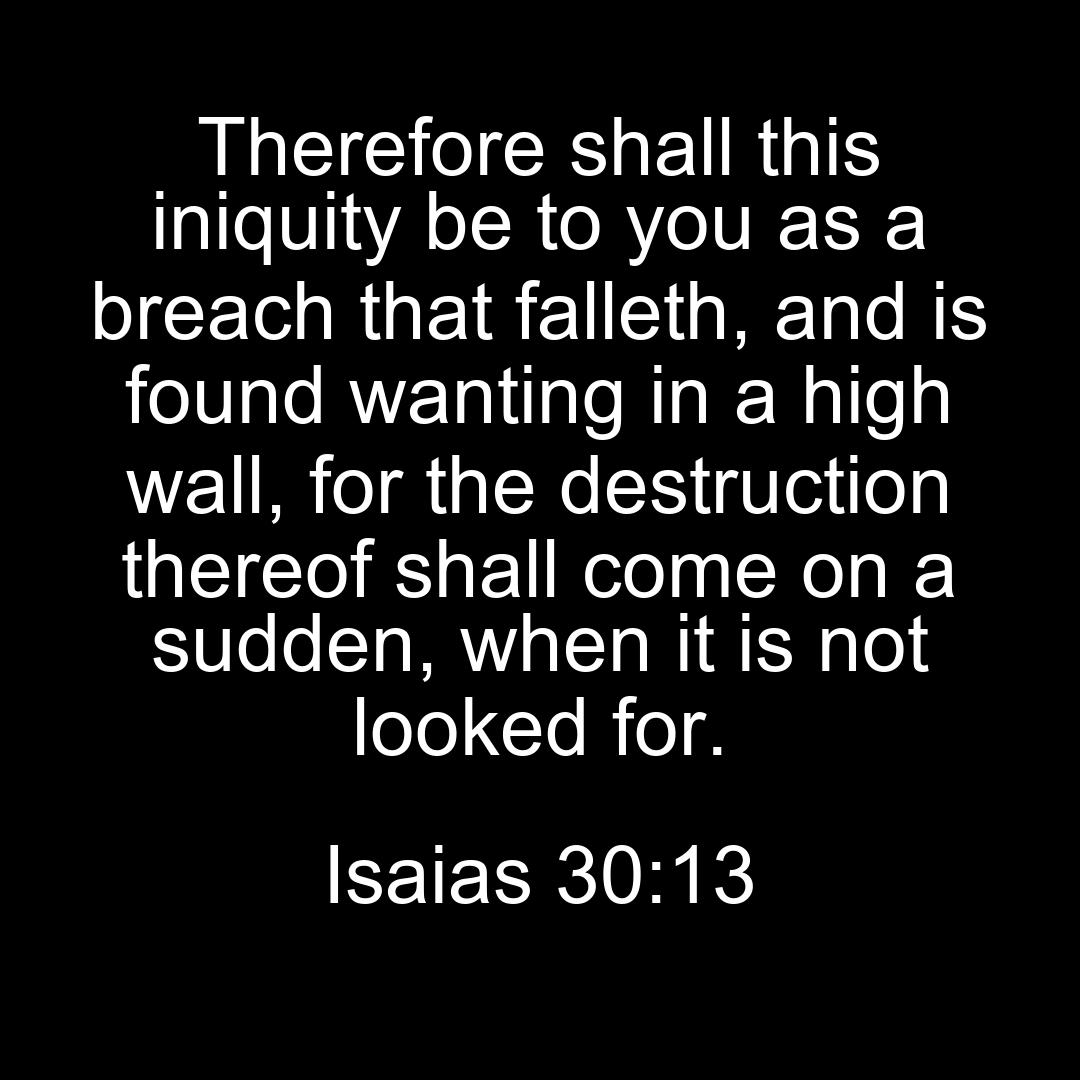 Therefore shall this
iniquity be to you as a
breach that falleth, and is
found wanting in a high
wall, for the destruction
thereof shall come on a
sudden, when it is not
looked for.
Isaias 30:13